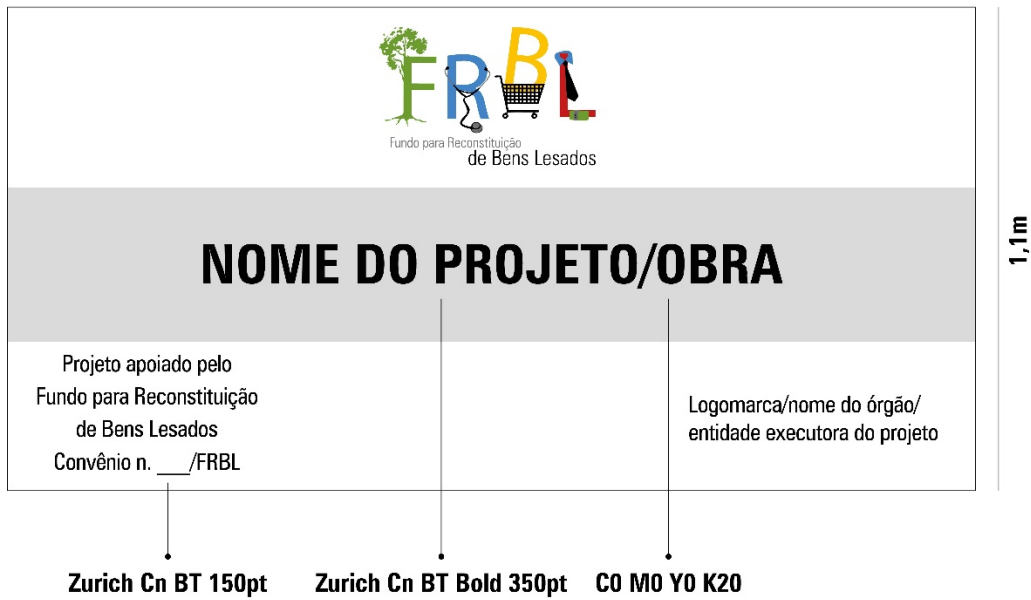 FRBL
Fundo para Reconstituição
de Bens Lesados
NOME DO PROJETO/OBRA
1,1m
Projeto apoiado pelo
Fundo para Reconstituição
de Bens Lesados
Convênio n. ___/FRBL
Logomarca/nome do órgão/
entidade executora do projeto
Zurich Cn BT 150pt
Zurich Cn BT Bold 350pt
C0 M0 Y0 K20